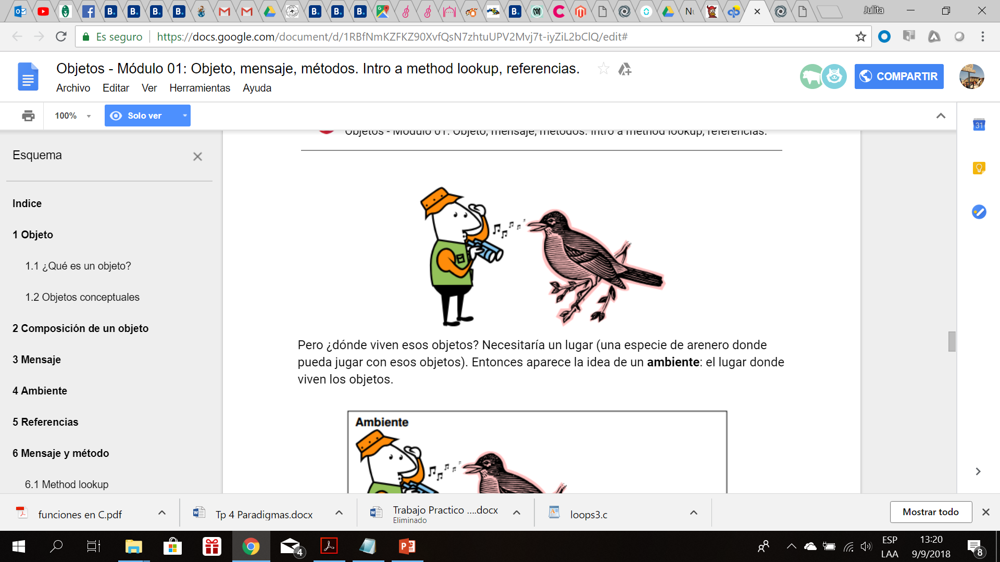 Julita
Es seguro
https://docs.google.com/document/d/1RBfNmKZFKZ90XvfQsN7zhtuUPV2Mvj7t-iyZiL2bClQ/edit#
Objetos - Módulo 01: Objeto, mensaje, métodos. Intro a method lookup, referencias.
Archivo Editar Ver Herramientas Ayuda
COMPARTIR
100%
Solo ver
31
Objetos - Módulo 01: Objeto, mensaje, métodos. Intro a method lookup, referencias.
Esquema
Indice
1 Objeto
1.1 ¿Qué es un objeto?
1.2 Objetos conceptuales
2 Composición de un objeto
3 Mensaje
4 Ambiente
5 Referencias
6 Mensaje y método
6.1 Method lookup
Pero ¿dónde viven esos objetos? Necesitaría un lugar (una especie de arenero donde
pueda jugar con esos objetos). Entonces aparece la idea de un ambiente: el lugar donde
viven los objetos.
Ambiente
funciones en C.pdf
Tp 4 Paradigmas.docx
Trabajo Practico ....docx
Eliminado
loops3.c
Mostrar todo
4
ESP
LAA
13:20
9/9/2018
8